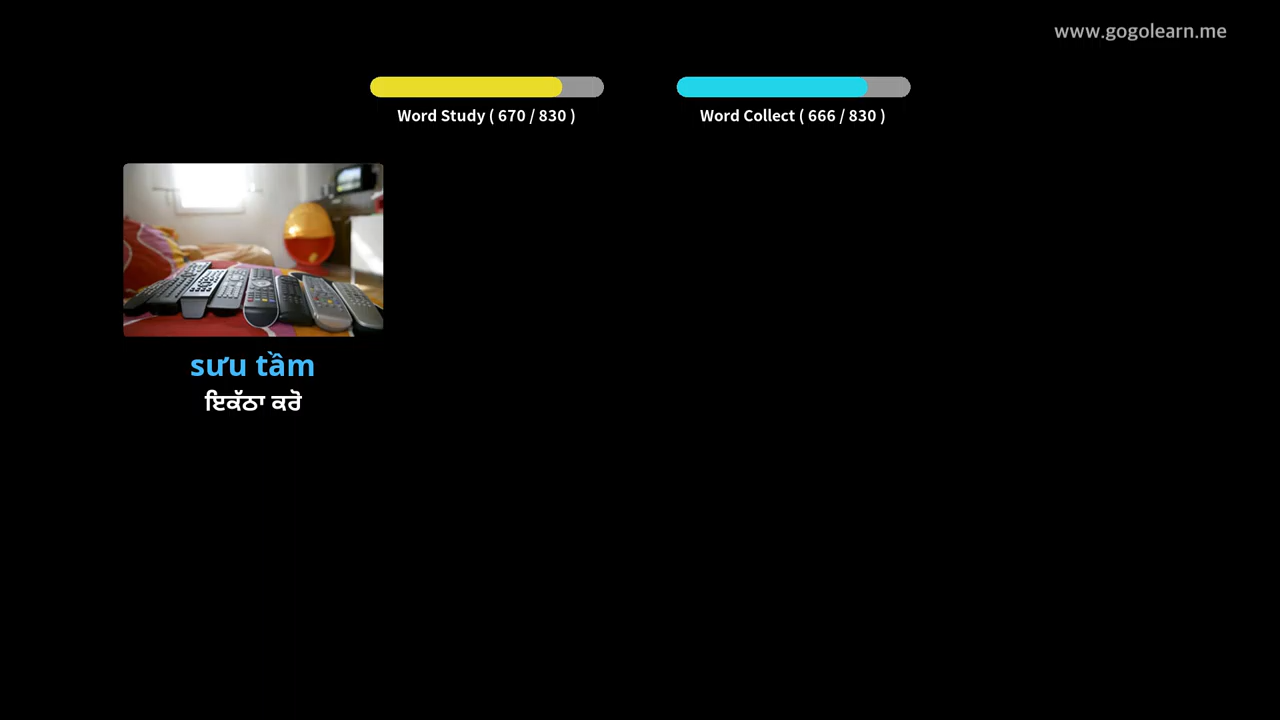 www.gogolearn.me
Word Study ( 670 / 830 )
Word Collect ( 666 / 830 )
sưu tầm
ਇਕੱਠਾ ਕਰੋ